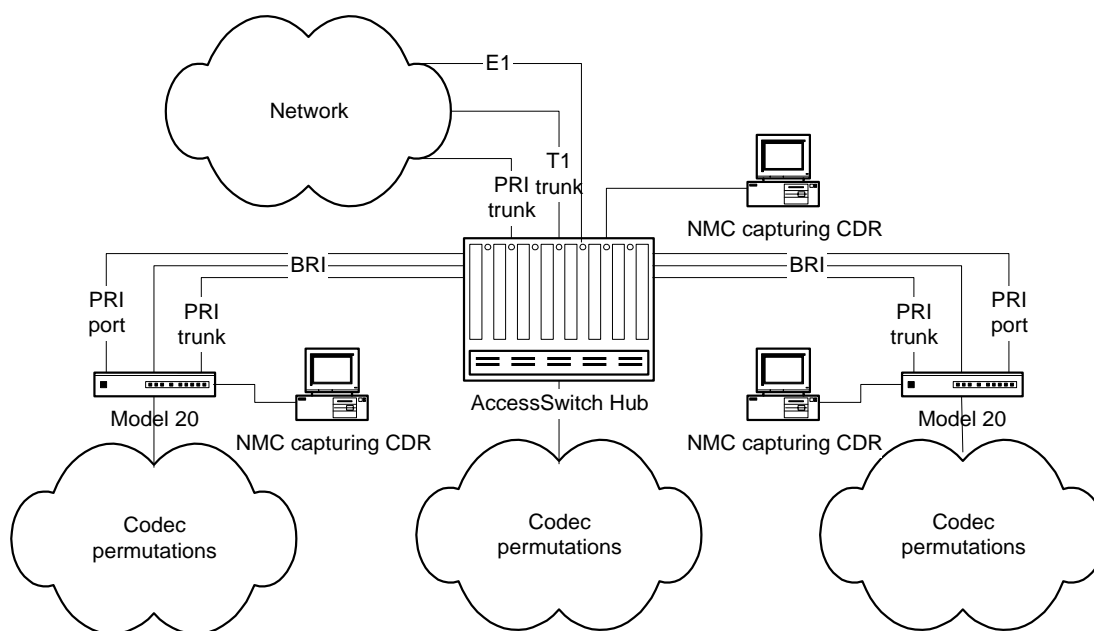 E1
Network
T1
trunk
PRI
trunk
NMC capturing CDR
BRI
BRI
PRI
port
PRI
trunk
PRI
trunk
PRI
port
Model 20
AccessSwitch Hub
Model 20
NMC capturing CDR
NMC capturing CDR
Codec
permutations
Codec
permutations
Codec
permutations